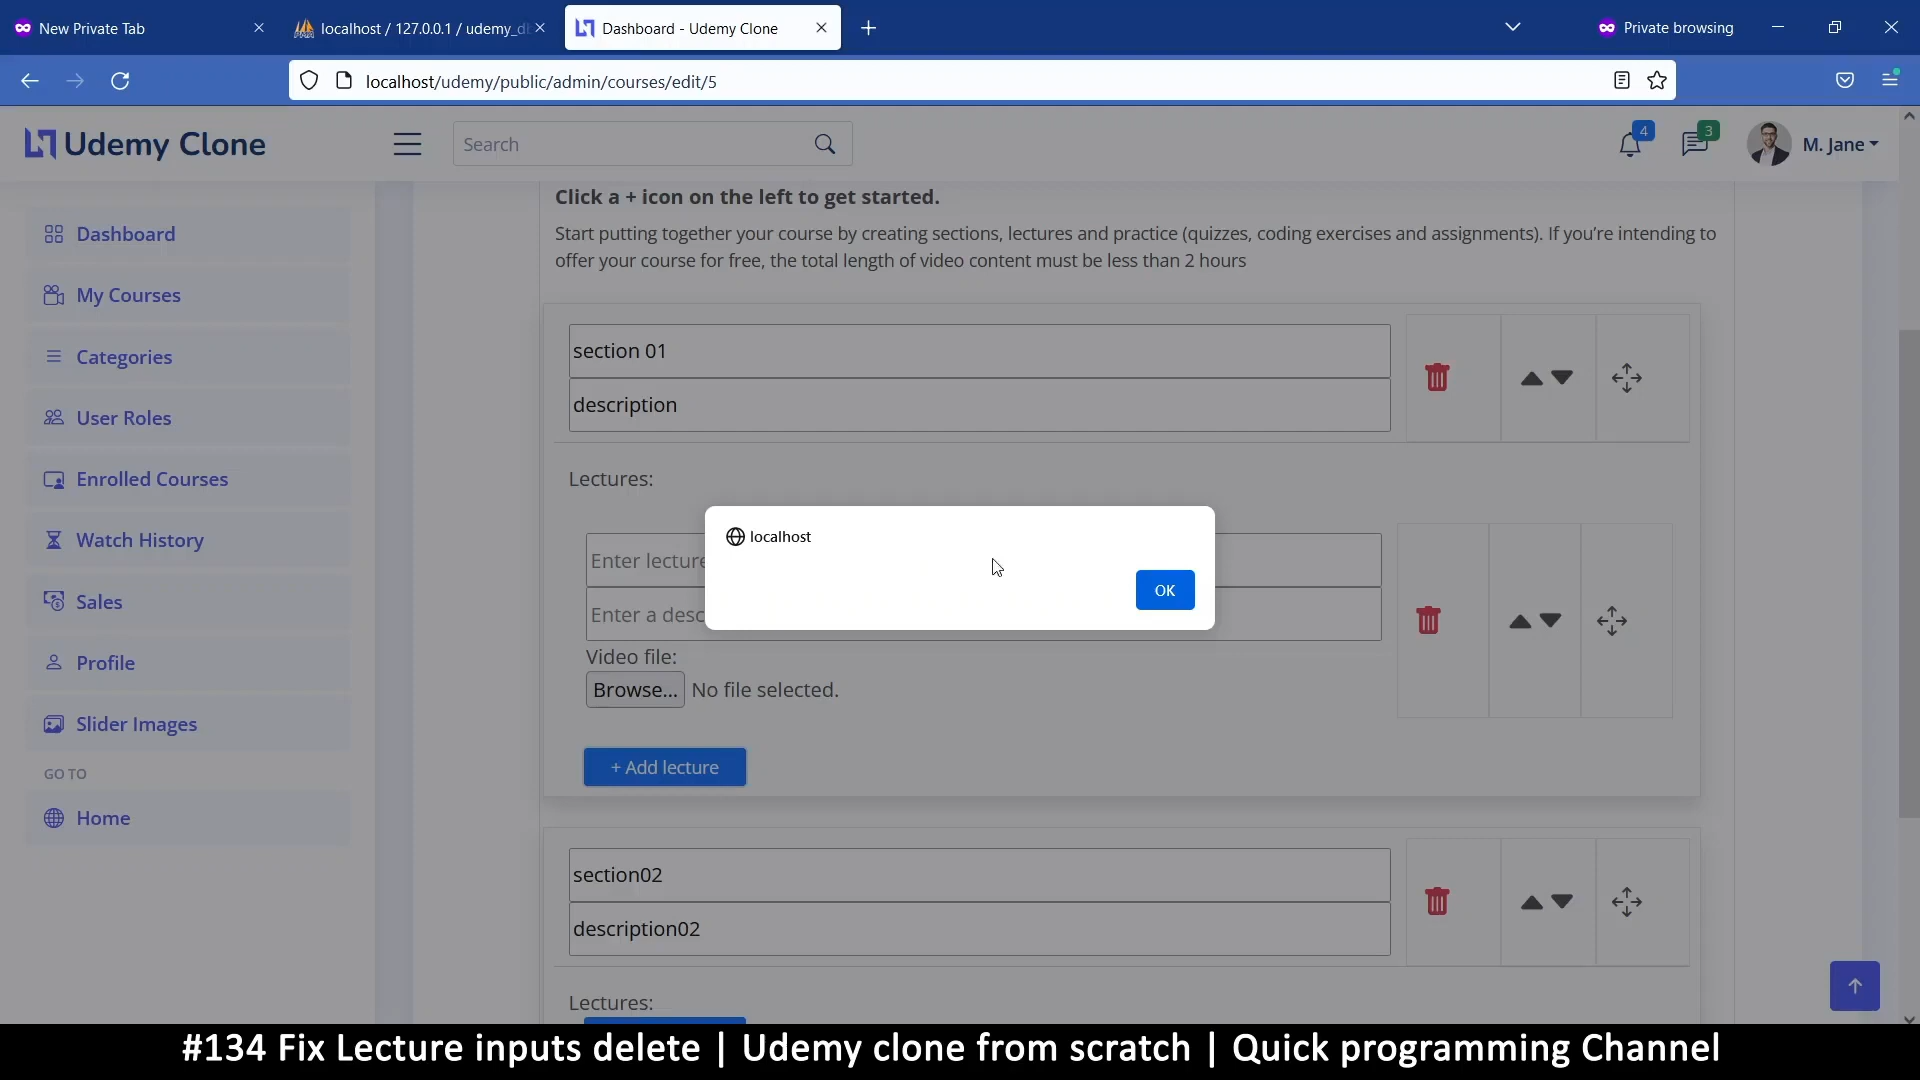 New Private Tab
localhost / 127.0.0.1 / udemy_d
Dashboard - Udemy Clone
Private browsing
localhost/udemy/public/admin/courses/edit/5
Udemy Clone
Search
4
3
M. Jane
Dashboard
My Courses
Categories
User Roles
Enrolled Courses
Watch History
Sales
Profile
Slider Images
GO TO
Home
Click a + icon on the left to get started.
Start putting together your course by creating sections, lectures and practice (quizzes, coding exercises and assignments). If you're intending to
offer your course for free, the total length of video content must be less than 2 hours
section 01
description
Lectures:
localhost
OK
Enter lecture
Enter a desc
Video file:
Browse... No file selected.
+ Add lecture
section02
description02
Lectures:
#134 Fix Lecture inputs delete | Udemy clone from scratch | Quick programming Channel